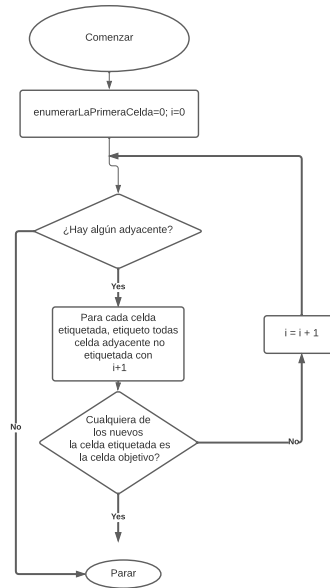 Comenzar
enumerarLaPrimeraCelda=0; i=0
¿Hay algún adyacente?
Yes
Para cada celda
etiquetada, etiqueto todas
celda adyacente no
etiquetada con
i+1
i = i + 1
Cualquiera de
los nuevos
la celda etiquetada es
la celda objetivo?
No
No
Yes
Parar